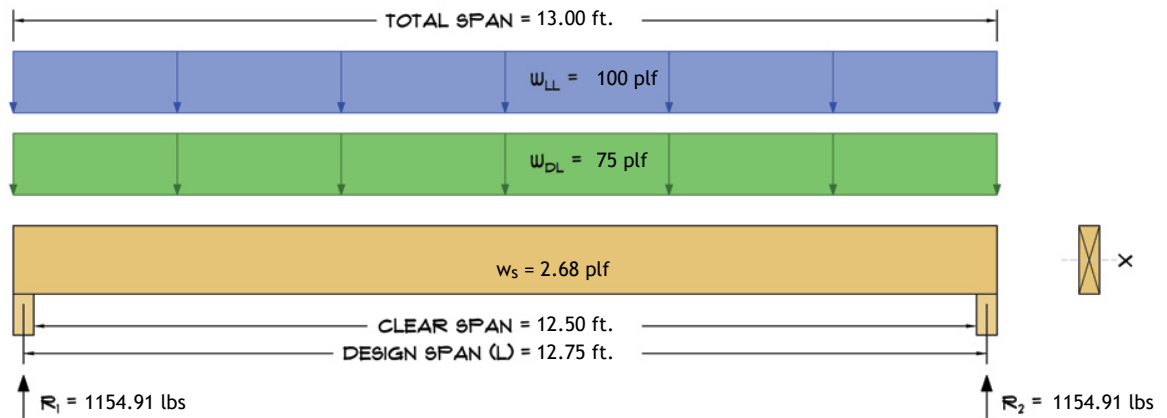 TOTAL SPAN = 13.00 ft.
WLL = 100 plf
WDL = 75 plf
ws = 2.68 plf
X
CLEAR SPAN = 12.50 ft.
DESIGN SPAN (L) = 12.75 ft.
R1 = 1154.91 lbs
R2 = 1154.91 lbs